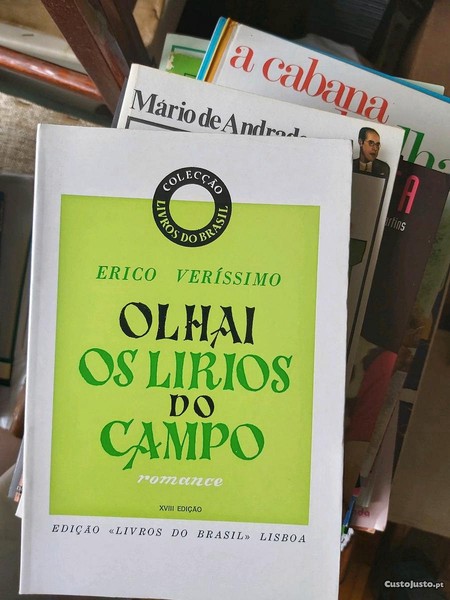 a cabana
Mário de Andrade
COLECÇÃO
LIVROS DO BRASIL
ERICO VERÍSSIMO
OLHAI
OS LIRIOS
DO
CAMPO
romance
XVIII EDIÇÃO
EDIÇÃO «LIVROS DO BRASIL» LISBOA
CustoJusto.pt